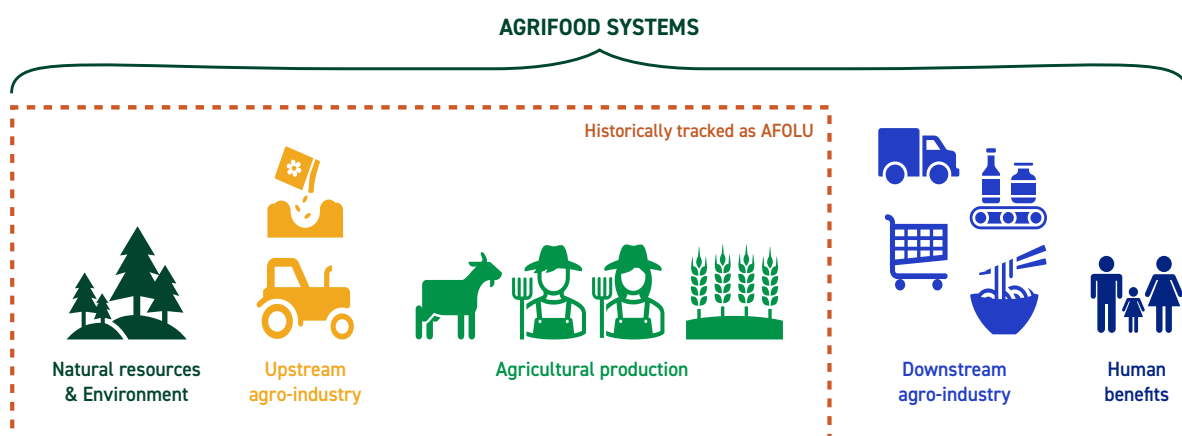 AGRIFOOD SYSTEMS
Historically tracked as AFOLU
Natural resources
& Environment
Upstream
agro-industry
Agricultural production
Downstream
agro-industry
Human
benefits